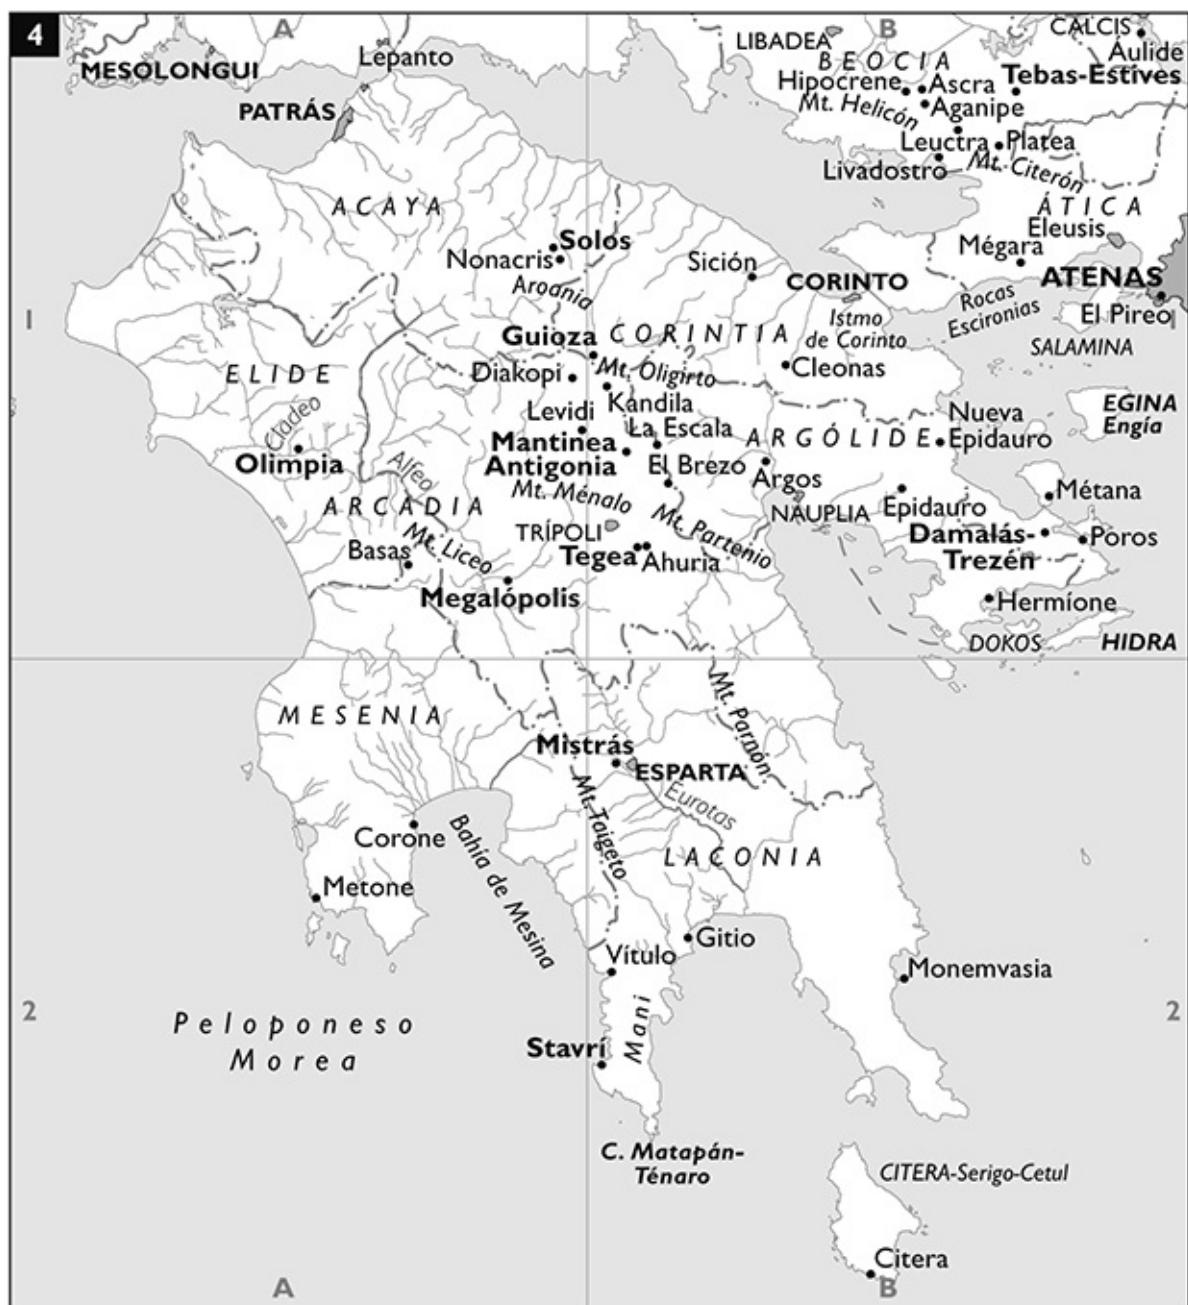 4
A
B
CALCIS
LIBADEA
Áulide
Lepanto
BEOCIA
MESOLONGUI
Tebas-Estives
Hipocrene
Ascra
Mt. Helicón
Aganipe
PATRÁS
Leuctra
Platea
Livadostro
Mt. Citerón
ACAYA
ÁTICA
Eleusis
Solos
Mégara
Nonacris
Sición
CORINTO
ATENAS
Aroania
Rocas
Escironias
El Pireo
1
Istmo
de Corinto
Guioza
CORINTIA
SALAMINA
ELIDE
Diakopi
Mt. Oligirto
Cleonas
Kandila
Cladeo
Levidi
Nueva
Epidauro
EGINA
Engía
La Escala
ARGÓLIDE
Mantinea
Antigonia
Olimpia
El Brezo
Argos
Alfeo
Mt. Ménalo
Epidauro
Métana
ARCADIA
NAUPLIA
TRÍPOLI
Mt. Partenio
Damalás-
Trezén
Poros
Basas
Mt. Liceo
Tegea
Ahuria
Megalópolis
Hermíone
DOKOS
HIDRA
MESENIA
Mt. Parnón
Mistrás
ESPARTA
Mt. Taigeto
Eurotas
Corone
Bahía de Mesina
LACONIA
Metone
Gitio
Vítulo
Monemvasia
2
2
Peloponeso
Morea
Mani
Stavrí
C. Matapán-
Ténaro
CITERA-Serigo-Cetul
Citera
A
B